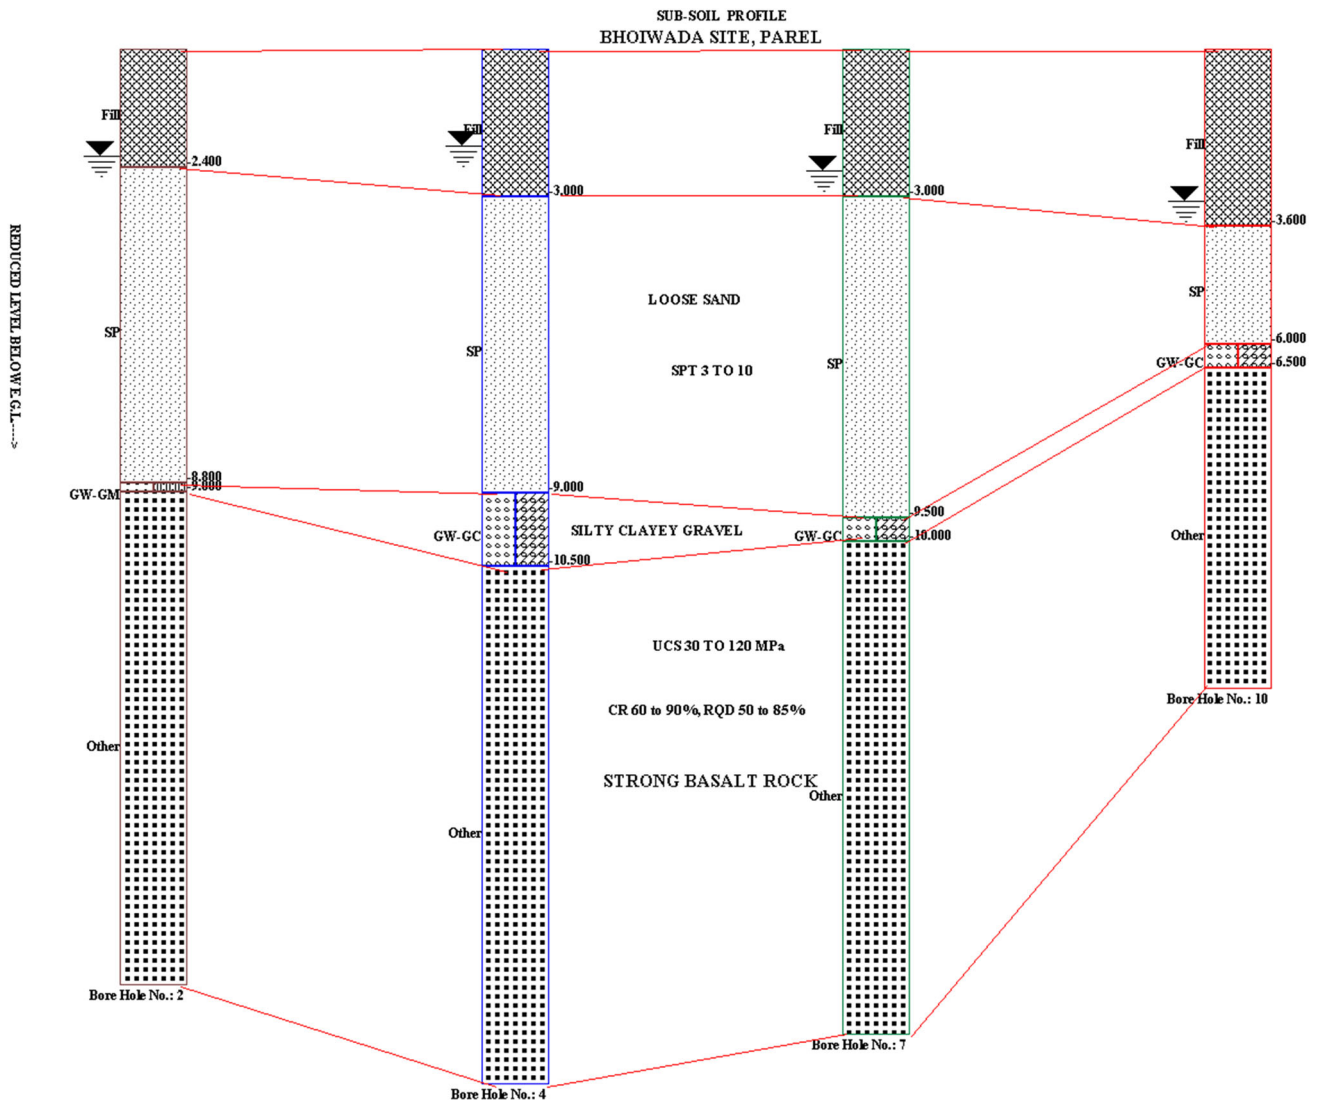 SUB-SOIL PROFILE
BHOIWADA SITE, PAREL
REDUCED LEVEL BELOW E.G.L.---->
Fill
-2.400
SP
-8.800
-9.000
GW-GM
Other
Bore Hole No.: 2
Fill
-3.000
SP
-9.000
GW-GC
-10.500
Other
Bore Hole No.: 4
LOOSE SAND
SPT 3 TO 10
SILTY CLAYEY GRAVEL
UCS 30 TO 120 MPa
CR 60 to 90%, RQD 50 to 85%
STRONG BASALT ROCK
Fill
-3.000
SP
-9.500
GW-GC
-10.000
Other
Bore Hole No.: 7
Fill
-3.600
SP
-6.000
GW-GC
-6.500
Other
Bore Hole No.: 10